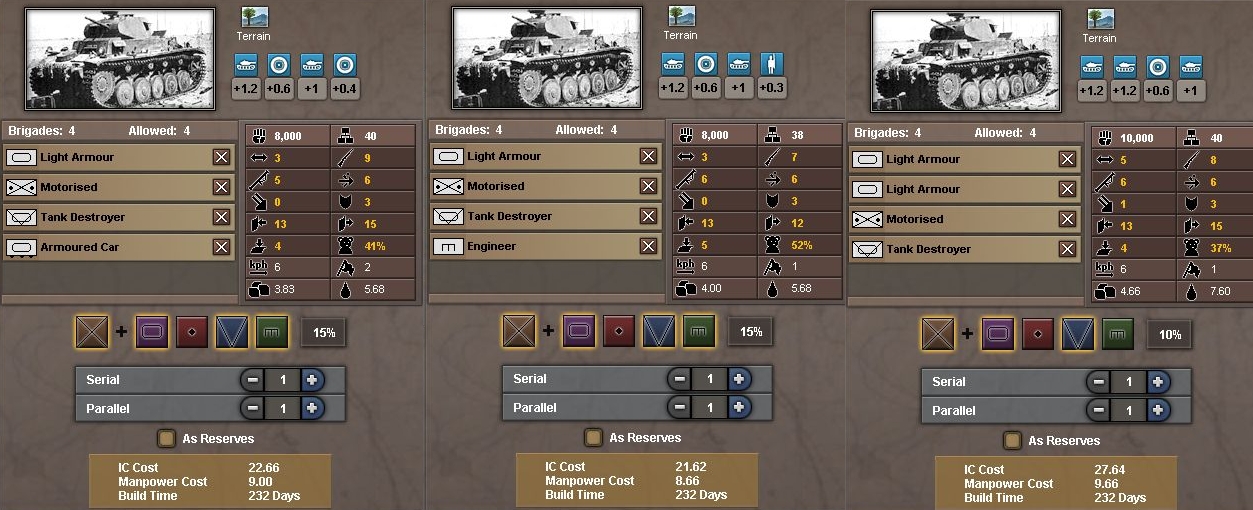 Terrain
+1.2 +0.6 +1 +0.4
Brigades: 4 Allowed: 4
Light Armour
Motorised
Tank Destroyer
Armoured Car
8,000 40
3 9
5 6
0 3
13 15
4 41%
kph 6 2
3.83 5.68
+ 15%
Serial 1
Parallel 1
As Reserves
IC Cost 22.66
Manpower Cost 9.00
Build Time 232 Days
Terrain
+1.2 +0.6 +1 +0.3
Brigades: 4 Allowed: 4
Light Armour
Motorised
Tank Destroyer
Engineer
8,000 38
3 7
6 6
0 3
13 12
5 52%
kph 6 1
4.00 5.68
+ 15%
Serial 1
Parallel 1
As Reserves
IC Cost 21.62
Manpower Cost 8.66
Build Time 232 Days
Terrain
+1.2 +1.2 +0.6 +1
Brigades: 4 Allowed: 4
Light Armour
Light Armour
Motorised
Tank Destroyer
10,000 40
5 8
6 6
1 3
13 15
4 37%
kph 6 1
4.66 7.60
+ 10%
Serial 1
Parallel 1
As Reserves
IC Cost 27.64
Manpower Cost 9.66
Build Time 232 Days